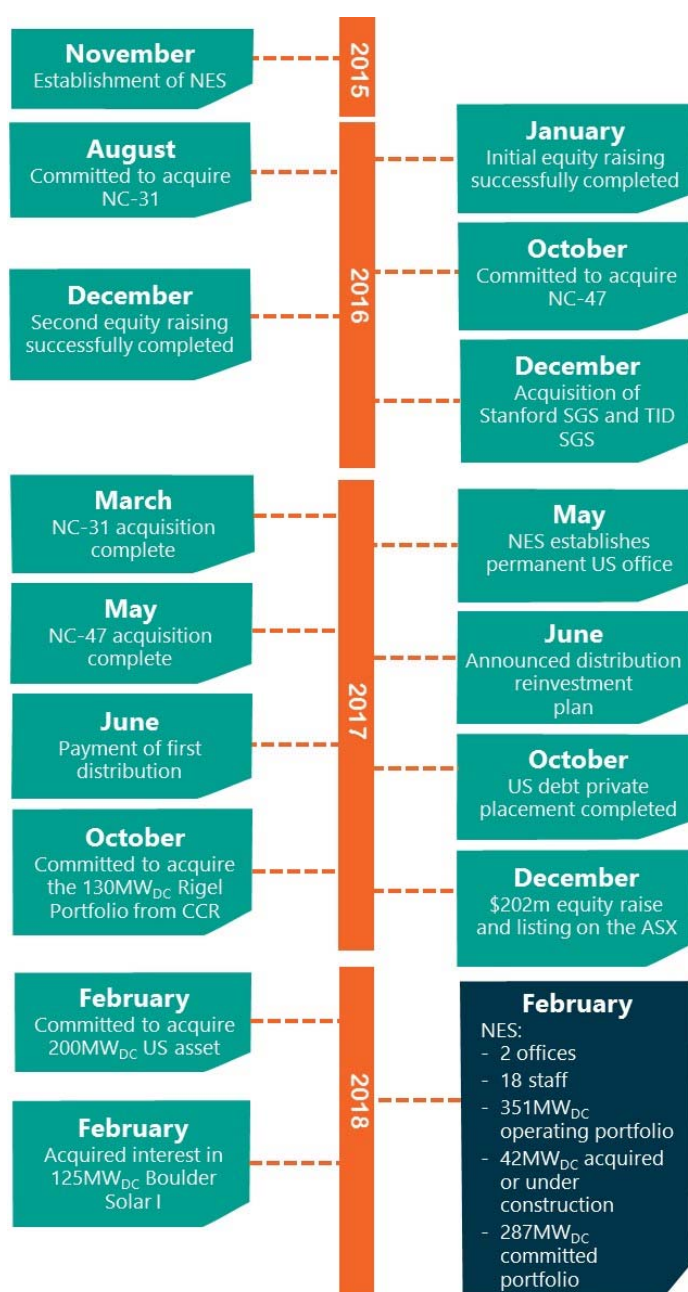 2015
November
Establishment of NES
2016
January
Initial equity raising
successfully completed
August
Committed to acquire
NC-31
October
Committed to acquire
NC-47
December
Second equity raising
successfully completed
December
Acquisition of
Stanford SGS and TID
SGS
2017
March
NC-31 acquisition
complete
May
NES establishes
permanent US office
May
NC-47 acquisition
complete
June
Announced distribution
reinvestment
plan
June
Payment of first
distribution
October
US debt private
placement completed
October
Committed to acquire
the 130MWDC Rigel
Portfolio from CCR
December
$202m equity raise
and listing on the ASX
2018
February
Committed to acquire
200MWDC US asset
February
Acquired interest in
125MWDC Boulder
Solar I
February
NES:
- 2 offices
- 18 staff
- 351MWDC
operating portfolio
- 42MWDC acquired
or under
construction
- 287MWDC
committed
portfolio